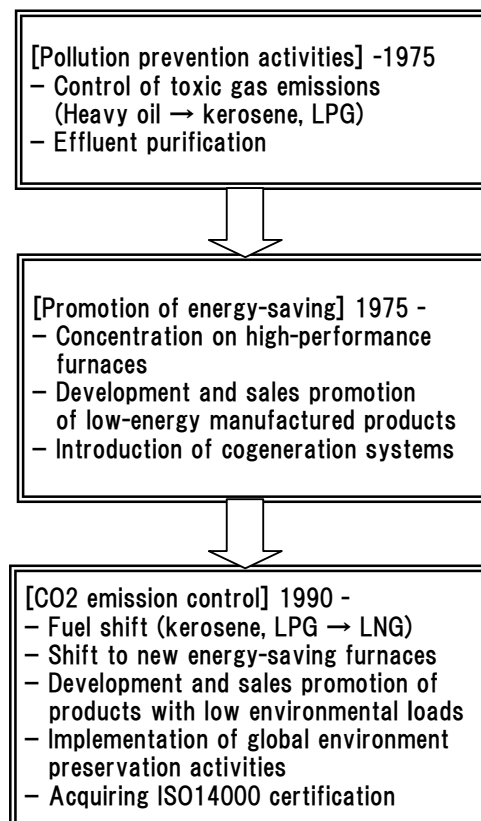 [Pollution prevention activities] -1975
– Control of toxic gas emissions
(Heavy oil → kerosene, LPG)
– Effluent purification
[Promotion of energy-saving] 1975 -
– Concentration on high-performance
furnaces
– Development and sales promotion
of low-energy manufactured products
– Introduction of cogeneration systems
[CO2 emission control] 1990 -
– Fuel shift (kerosene, LPG → LNG)
– Shift to new energy-saving furnaces
– Development and sales promotion of
products with low environmental loads
– Implementation of global environment
preservation activities
– Acquiring ISO14000 certification